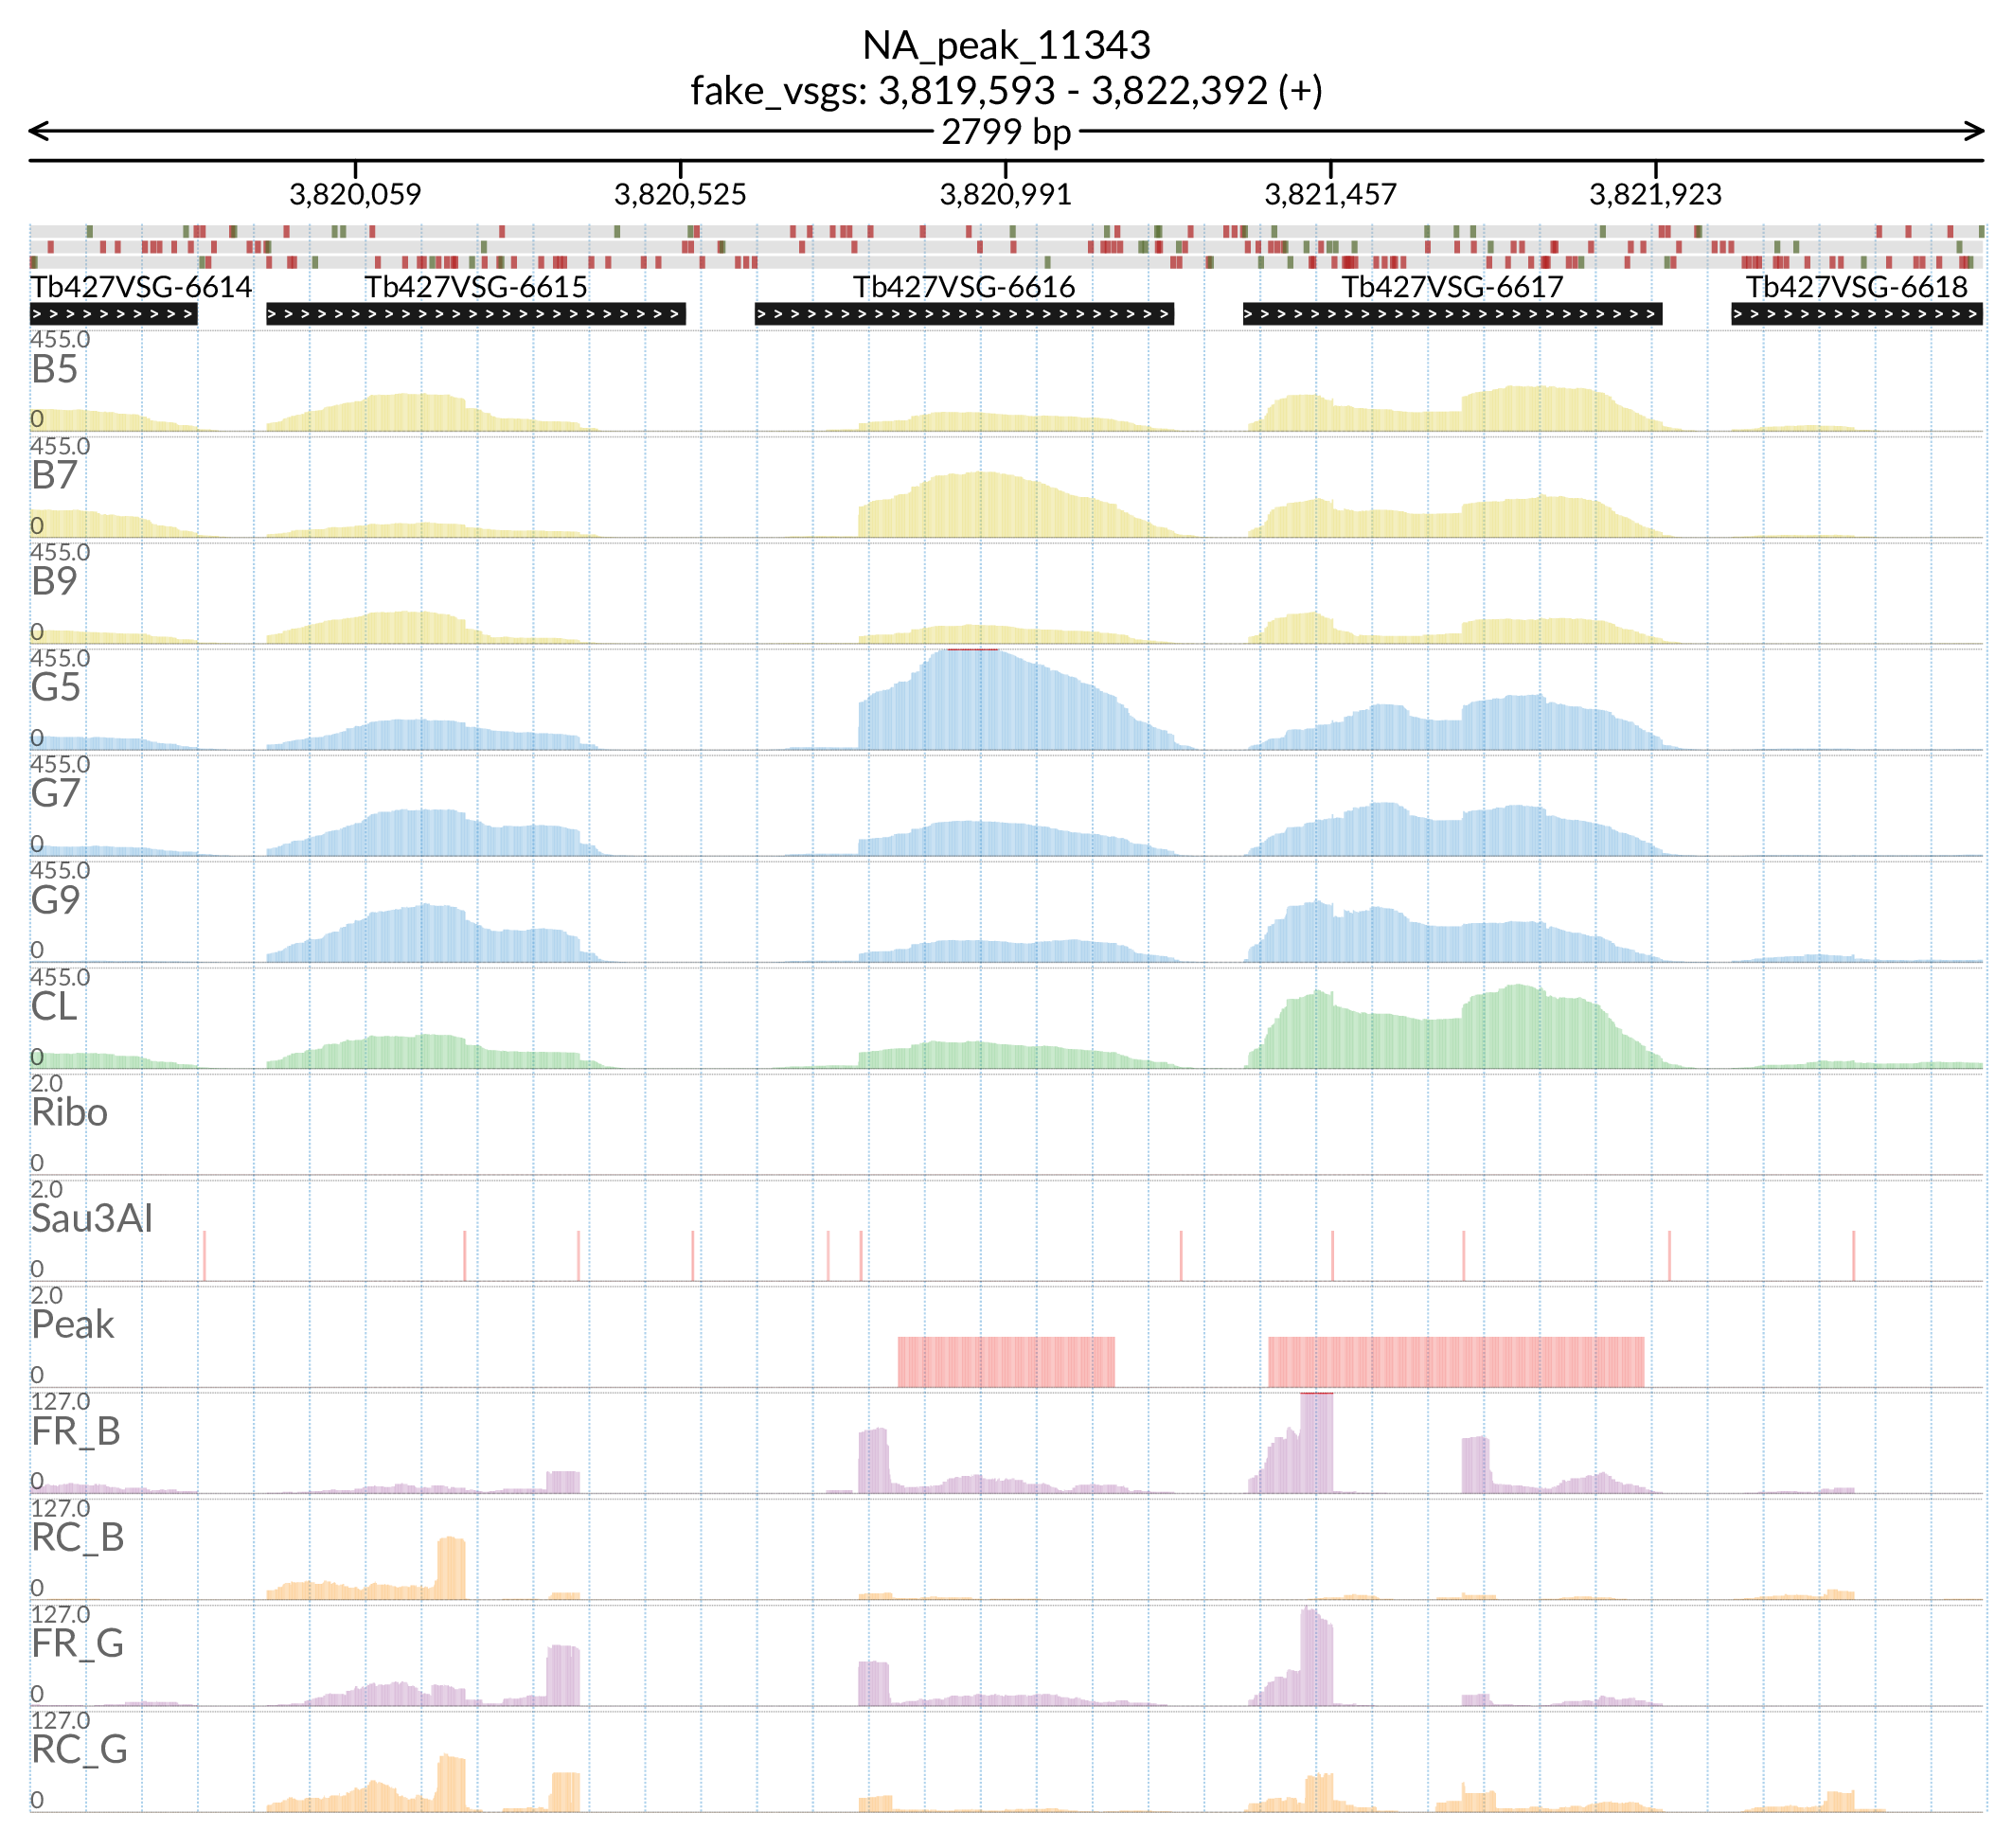 NA_peak_11343
fake_vsgs: 3,819,593 - 3,822,392 (+)
2799 bp
3,820,059 3,820,525 3,820,991 3,821,457 3,821,923
Tb427VSG-6614 Tb427VSG-6615 Tb427VSG-6616 Tb427VSG-6617 Tb427VSG-6618
455.0
B5
0
455.0
B7
0
455.0
B9
0
455.0
G5
0
455.0
G7
0
455.0
G9
0
455.0
CL
0
2.0
Ribo
0
2.0
Sau3AI
0
2.0
Peak
0
127.0
FR_B
0
127.0
RC_B
0
127.0
FR_G
0
127.0
RC_G
0